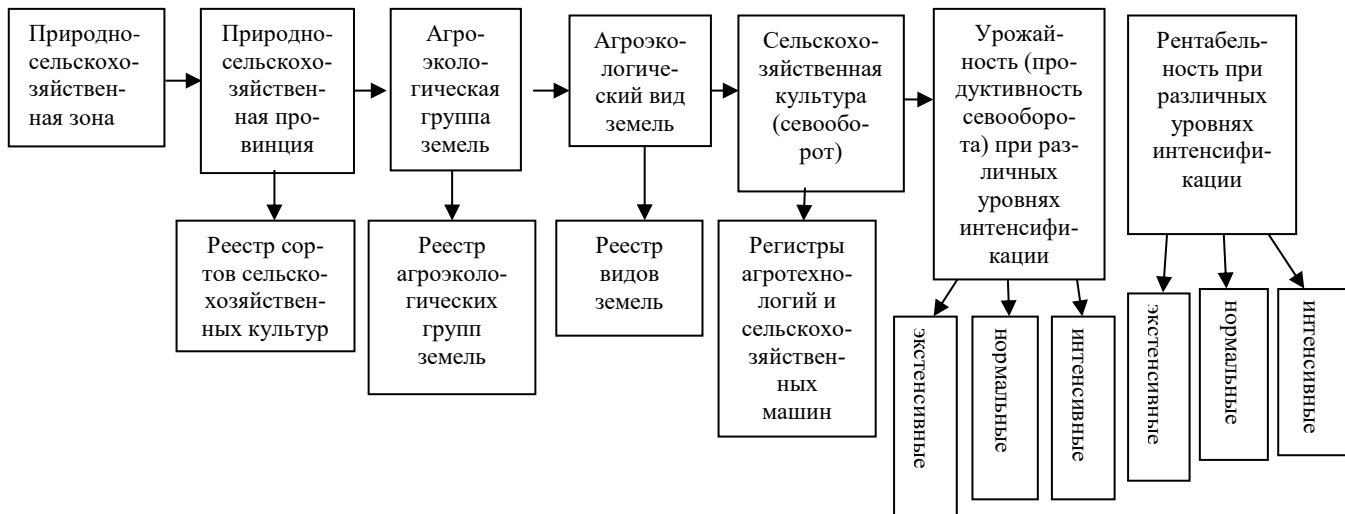 Природно-
сельскохо-
зяйствен-
ная зона
Природно-
сельскохо-
зяйствен-
ная про-
винция
Агро-
эколо-
гическая
группа
земель
Агроэко-
логиче-
ский вид
земель
Сельскохо-
зяйственная
культура
(севообо-
рот)
Урожай-
ность (про-
дуктивность
севооборо-
та) при раз-
личных
уровнях
интенсифи-
кации
Рентабель-
ность при
различных
уровнях
интенсифи-
кации
Реестр сор-
тов сельско-
хозяйствен-
ных культур
Реестр
агроэколо-
гических
групп
земель
Реестр
видов
земель
Регистры
агротехно-
логий и
сельскохо-
зяйствен-
ных
машин
экстенсивные
нормальные
интенсивные
экстенсивные
нормальные
интенсивные